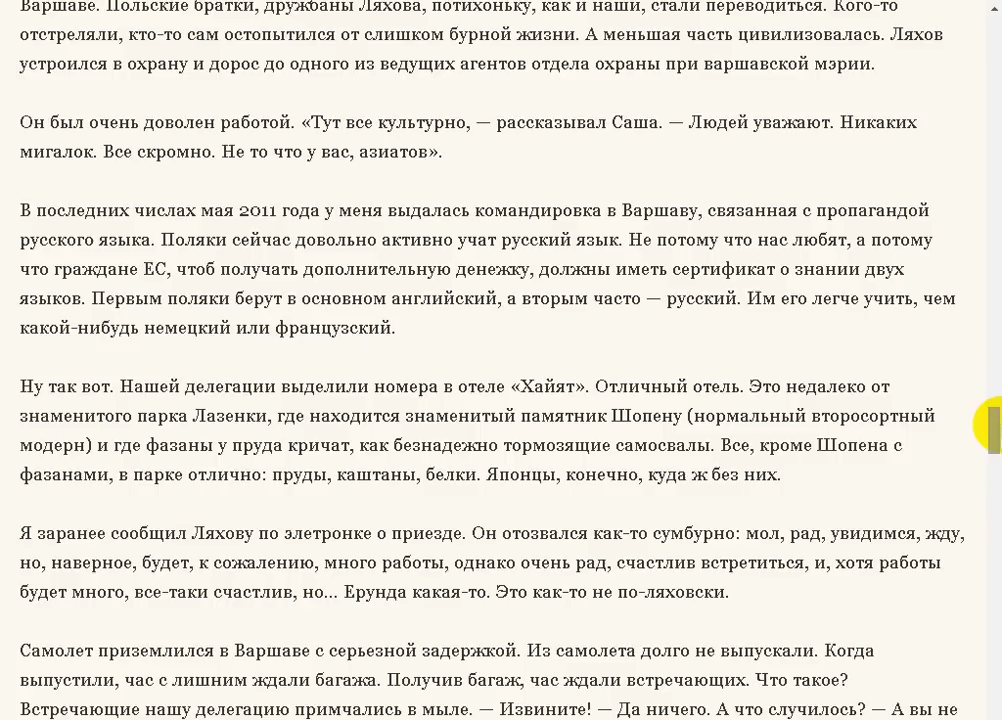 Варшаве. Польские братки, дружбаны Ляхова, потихоньку, как и наши, стали переводиться. Кого-то
отстреляли, кто-то сам остопытился от слишком бурной жизни. А меньшая часть цивилизовалась. Ляхов
устроился в охрану и дорос до одного из ведущих агентов отдела охраны при варшавской мэрии.
Он был очень доволен работой. «Тут все культурно, — рассказывал Саша. — Людей уважают. Никаких
мигалок. Все скромно. Не то что у вас, азиатов».
В последних числах мая 2011 года у меня выдалась командировка в Варшаву, связанная с пропагандой
русского языка. Поляки сейчас довольно активно учат русский язык. Не потому что нас любят, а потому
что граждане ЕС, чтоб получать дополнительную денежку, должны иметь сертификат о знании двух
языков. Первым поляки берут в основном английский, а вторым часто — русский. Им его легче учить, чем
какой-нибудь немецкий или французский.
Ну так вот. Нашей делегации выделили номера в отеле «Хайят». Отличный отель. Это недалеко от
знаменитого парка Лазенки, где находится знаменитый памятник Шопену (нормальный второсортный
модерн) и где фазаны у пруда кричат, как безнадежно тормозящие самосвалы. Все, кроме Шопена с
фазанами, в парке отлично: пруды, каштаны, белки. Японцы, конечно, куда ж без них.
Я заранее сообщил Ляхову по элетронке о приезде. Он отозвался как-то сумбурно: мол, рад, увидимся, жду,
но, наверное, будет, к сожалению, много работы, однако очень рад, счастлив встретиться, и, хотя работы
будет много, все-таки счастлив, но... Ерунда какая-то. Это как-то не по-ляховски.
Самолет приземлился в Варшаве с серьезной задержкой. Из самолета долго не выпускали. Когда
выпустили, час с лишним ждали багажа. Получив багаж, час ждали встречающих. Что такое?
Встречающие нашу делегацию примчались в мыле. — Извините! — Да ничего. А что случилось? — А вы не